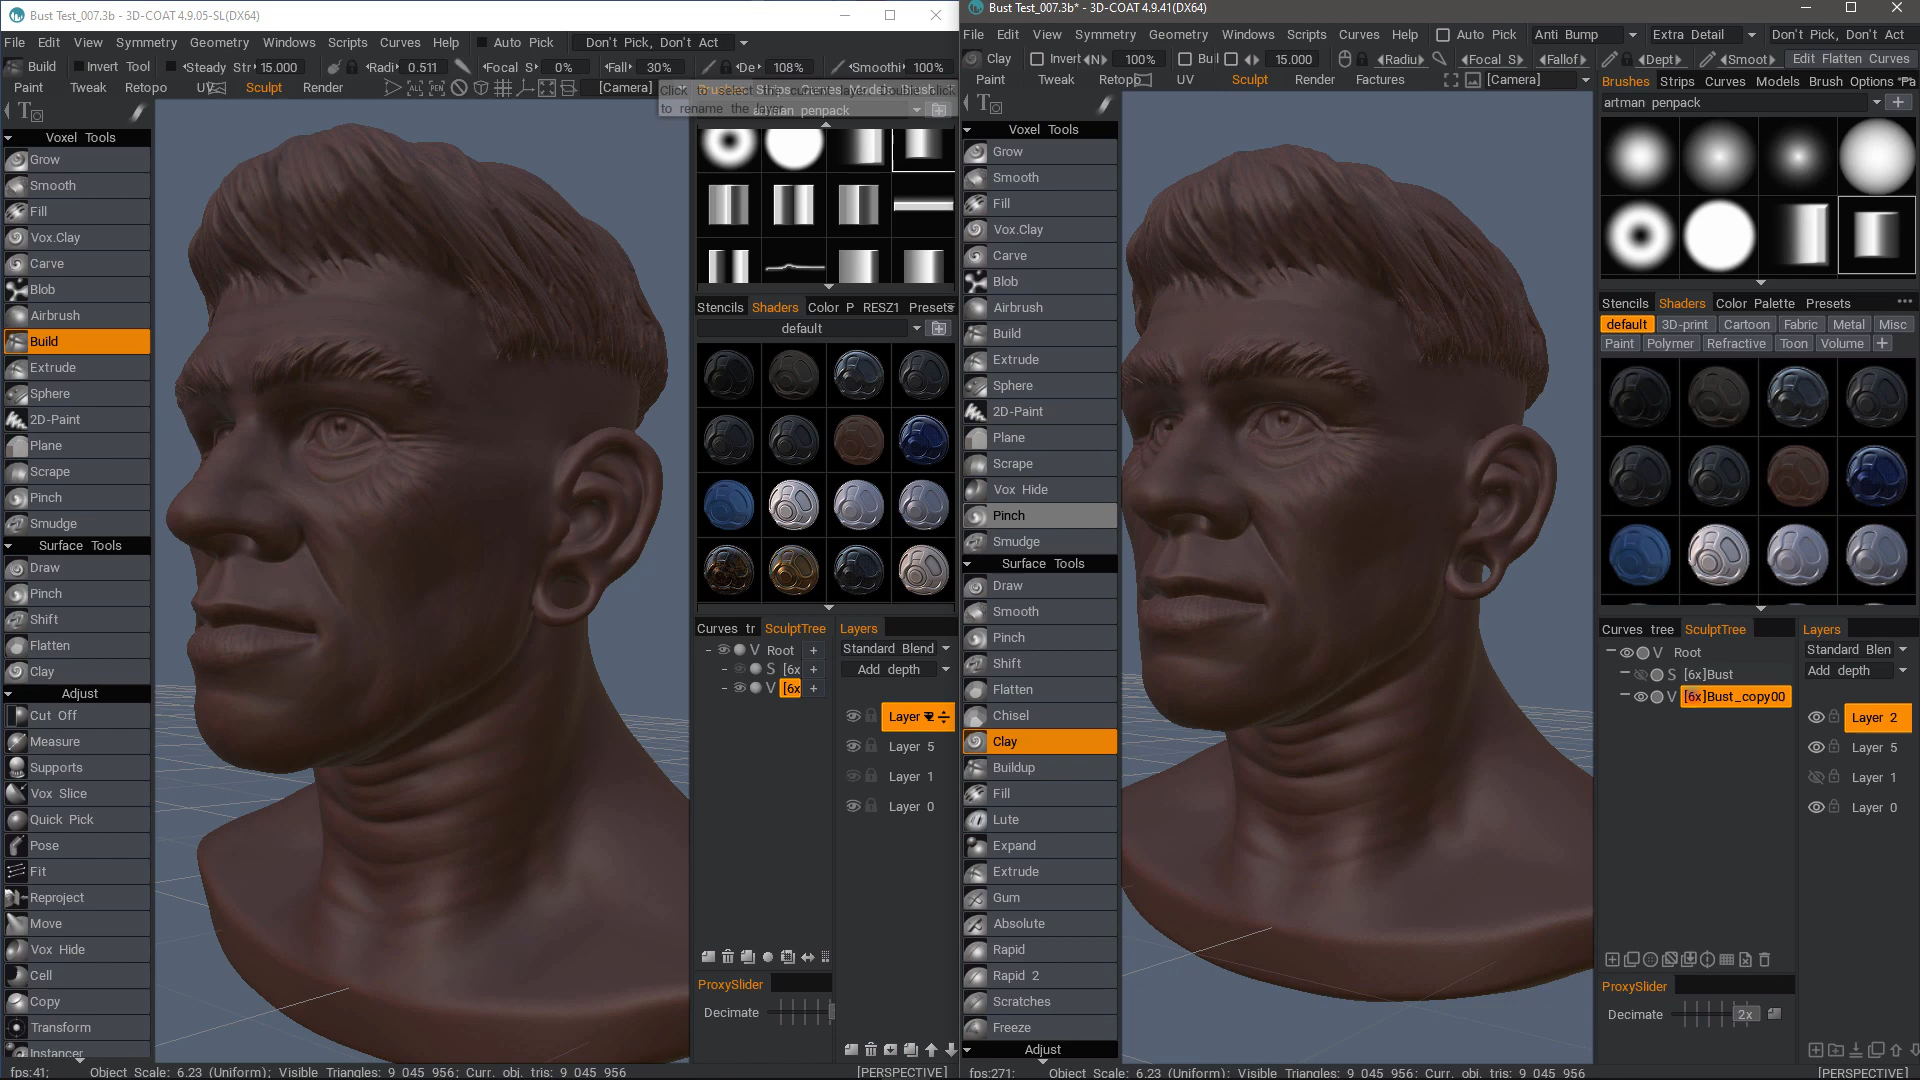 Bust Test_007.3b - 3D-COAT 4.9.05-SL(DX64)
File Edit View Symmetry Geometry Windows Scripts Curves Help Auto Pick Don't Pick, Don't Act
Build Invert Tool Steady Str 15.000 Radi 0.511 Focal S 0% Fall 30% De 108% Smoothi 100%
Paint Tweak Retopo UV Sculpt Render ALL PEN [Camera]
Voxel Tools
Grow
Smooth
Fill
Vox.Clay
Carve
Blob
Airbrush
Build
Extrude
Sphere
2D-Paint
Plane
Scrape
Pinch
Smudge
Surface Tools
Draw
Pinch
Shift
Flatten
Clay
Adjust
Cut Off
Measure
Supports
Vox Slice
Quick Pick
Pose
Fit
Reproject
Move
Vox Hide
Cell
Copy
Transform
Instancer
to rename the layer
artman penpack
Stencils Shaders Color P RESZ1 Presets
default
Curves tr SculptTree
Root
S [6x
V [6x
ProxySlider
Decimate
Layers
Standard Blend
Add depth
Layer
Layer 5
Layer 1
Layer 0
fps:41; Object Scale: 6.23 (Uniform); Visible Triangles: 9 045 956; Curr. obj. tris: 9 045 956 [PERSPECTIVE]
Bust Test_007.3b* - 3D-COAT 4.9.41(DX64)
File Edit View Symmetry Geometry Windows Scripts Curves Help Auto Pick Anti Bump Extra Detail Don't Pick, Don't Act
Clay Invert 100% Bui 15.000 Radiu Focal S Fallof Depth Smoot Edit Flatten Curves
Paint Tweak Retop UV Sculpt Render Factures [Camera]
Voxel Tools
Grow
Smooth
Fill
Vox.Clay
Carve
Blob
Airbrush
Build
Extrude
Sphere
2D-Paint
Plane
Scrape
Vox Hide
Pinch
Smudge
Surface Tools
Draw
Smooth
Pinch
Shift
Flatten
Chisel
Clay
Buildup
Fill
Lute
Expand
Extrude
Gum
Absolute
Rapid
Rapid 2
Scratches
Freeze
Adjust
Brushes Strips Curves Models Brush Options Pa
artman penpack
Stencils Shaders Color Palette Presets
default 3D-print Cartoon Fabric Metal Misc
Paint Polymer Refractive Toon Volume
Curves tree SculptTree
V Root
S [6x]Bust
V [6x]Bust_copy00
ProxySlider
Decimate 2x
Layers
Standard Blen
Add depth
Layer 2
Layer 5
Layer 1
Layer 0
fps:271; Object Scale: 6.23 (Uniform); Visible Triangles: 9 045 956; Curr. obj. tris: 9 045 956 [PERSPECTIVE]